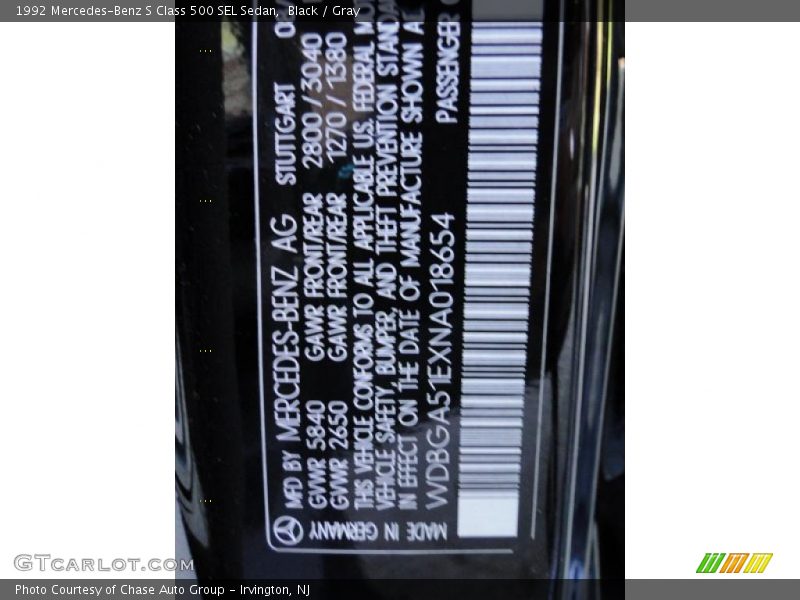 1992 Mercedes-Benz S Class 500 SEL Sedan, Black / Gray
MFD BY MERCEDES-BENZ AG STUTTGART
GVWR 5840 GAWR FRONT/REAR 2800 / 3040
GVWR 2650 GAWR FRONT/REAR 1270 / 1380
THIS VEHICLE CONFORMS TO ALL APPLICABLE U.S. FEDERAL
VEHICLE SAFETY, BUMPER, AND THEFT PREVENTION
IN EFFECT ON THE DATE OF MANUFACTURE SHOWN
WDBGA51EXNA018654 PASSENGER
MADE IN GERMANY
GTCarlot.com
Photo Courtesy of Chase Auto Group - Irvington, NJ